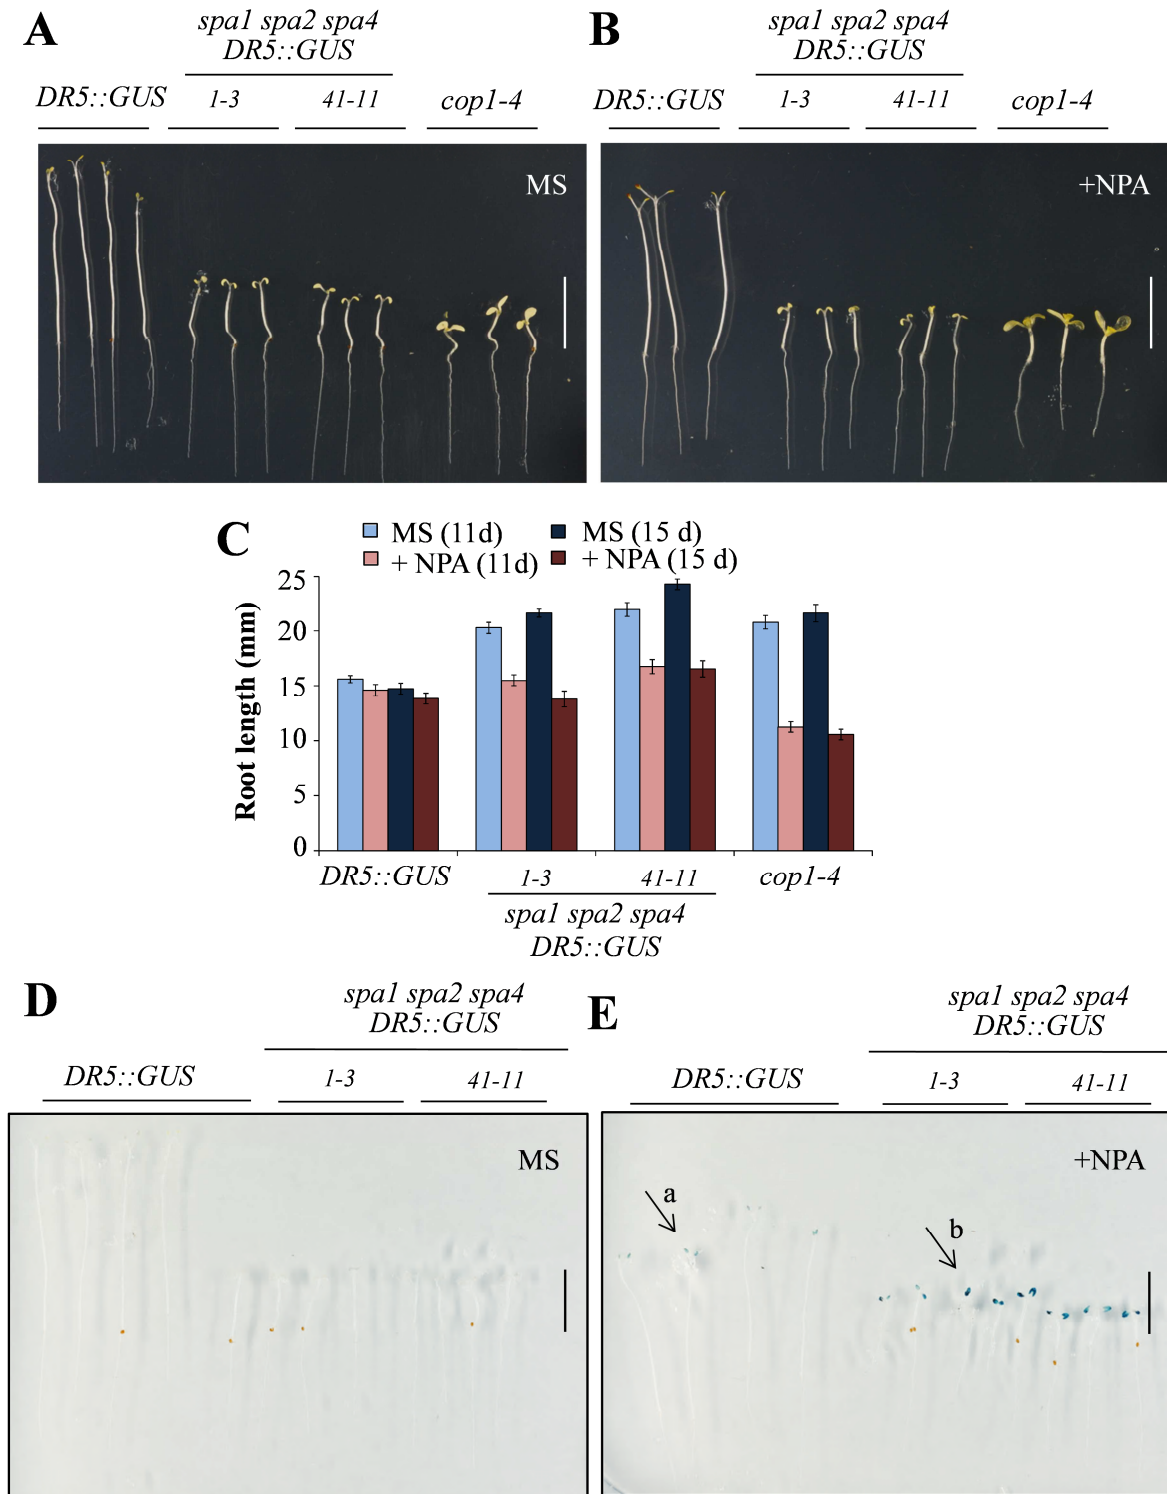 A
spa1 spa2 spa4
DR5::GUS
DR5::GUS
1-3
41-11
cop1-4
MS
B
spa1 spa2 spa4
DR5::GUS
DR5::GUS
1-3
41-11
cop1-4
+NPA
C
MS (11d)
MS (15 d)
+ NPA (11d)
+ NPA (15 d)
Root length (mm)
25
20
15
10
5
0
DR5::GUS
1-3
41-11
cop1-4
spa1 spa2 spa4
DR5::GUS
D
spa1 spa2 spa4
DR5::GUS
DR5::GUS
1-3
41-11
MS
E
spa1 spa2 spa4
DR5::GUS
DR5::GUS
1-3
41-11
+NPA
a
b